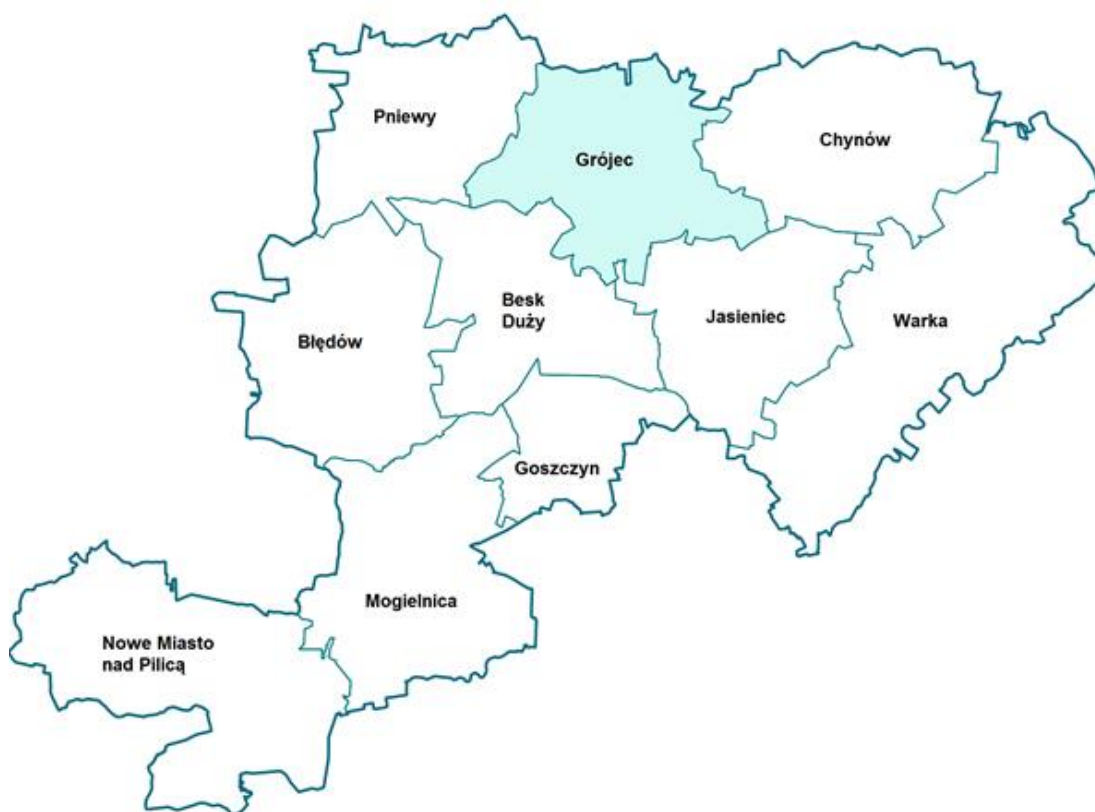 Pniewy
Grójec
Chynów
Besk
Duży
Jasieniec
Warka
Błędów
Goszczyn
Mogielnica
Nowe Miasto
nad Pilicą